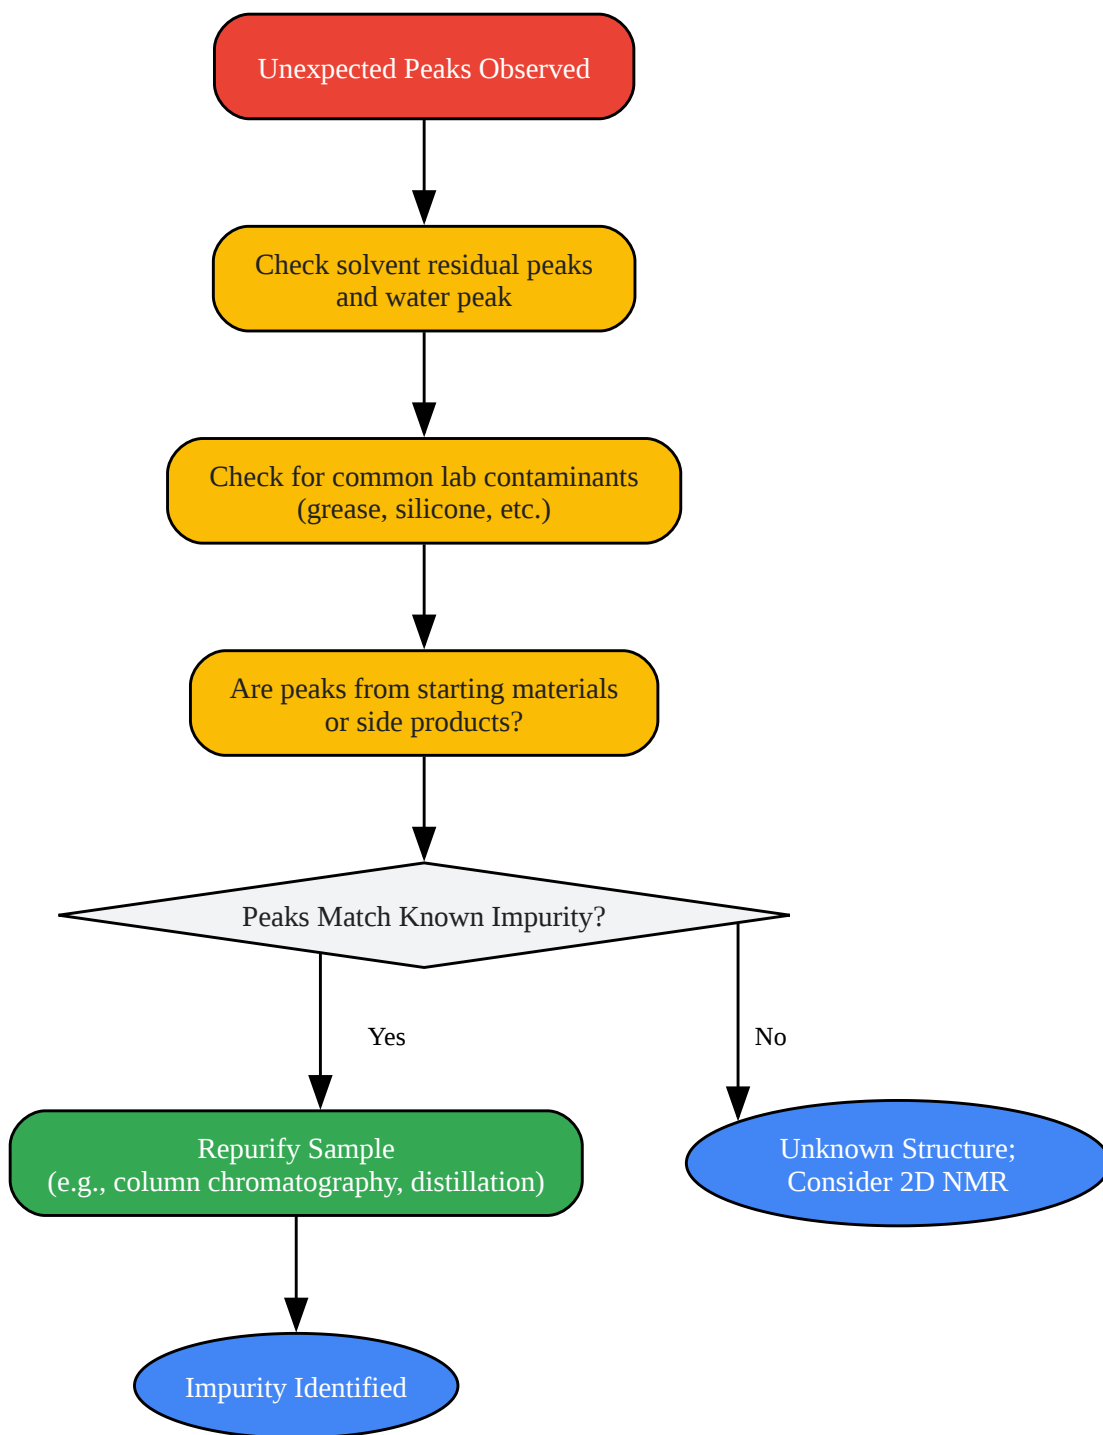 Unexpected Peaks Observed
Check solvent residual peaks
and water peak
Check for common lab contaminants
(grease, silicone, etc.)
Are peaks from starting materials
or side products?
Peaks Match Known Impurity?
Yes
No
Repurify Sample
(e.g., column chromatography, distillation)
Unknown Structure;
Consider 2D NMR
Impurity Identified